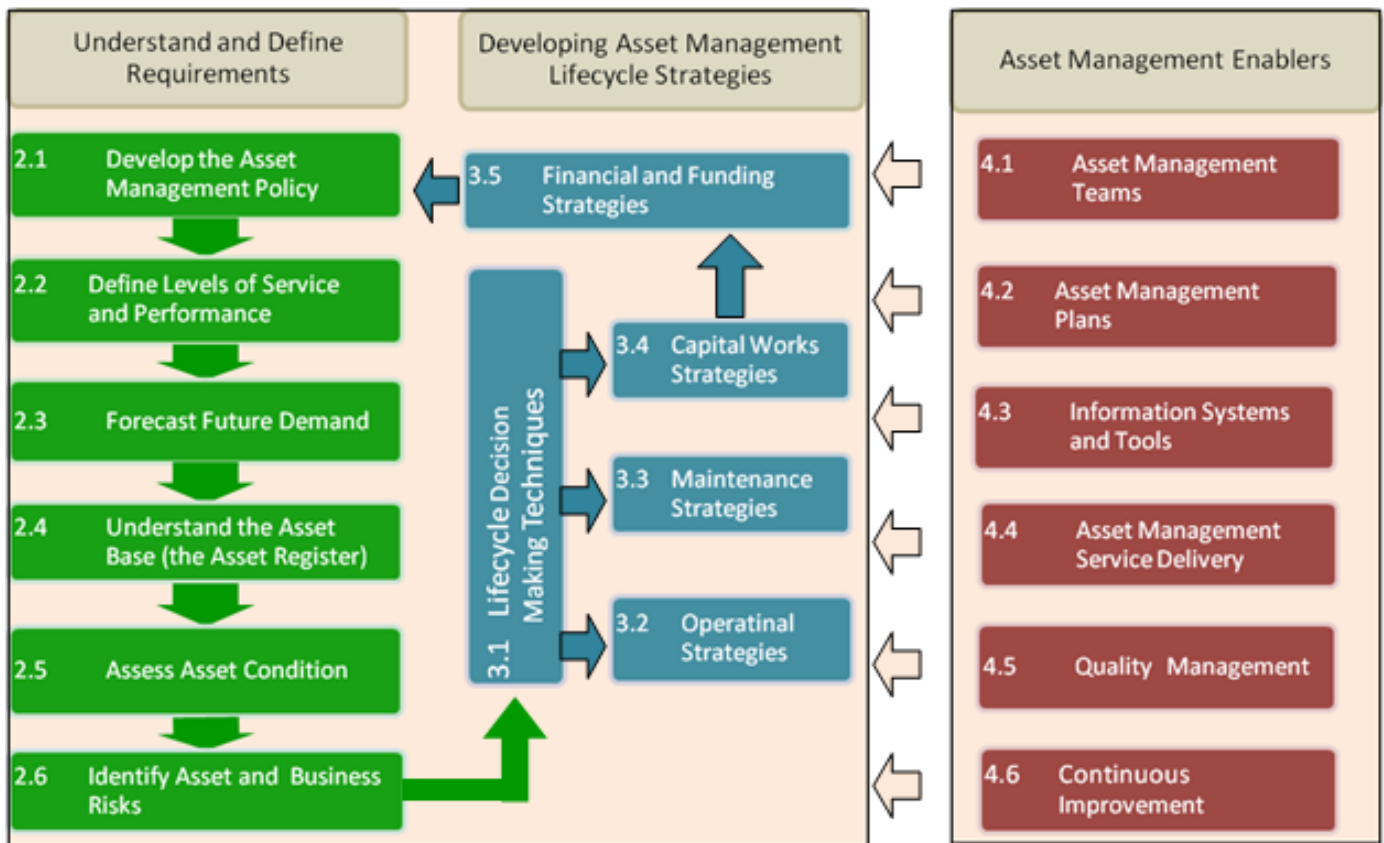 Understand and Define
Requirements
Developing Asset Management
Lifecycle Strategies
Asset Management Enablers
2.1 Develop the Asset
Management Policy
2.2 Define Levels of Service
and Performance
2.3 Forecast Future Demand
2.4 Understand the Asset
Base (the Asset Register)
2.5 Assess Asset Condition
2.6 Identify Asset and Business
Risks
3.5 Financial and Funding
Strategies
3.1 Lifecycle Decision
Making Techniques
3.4 Capital Works
Strategies
3.3 Maintenance
Strategies
3.2 Operatinal
Strategies
4.1 Asset Management
Teams
4.2 Asset Management
Plans
4.3 Information Systems
and Tools
4.4 Asset Management
Service Delivery
4.5 Quality Management
4.6 Continuous
Improvement